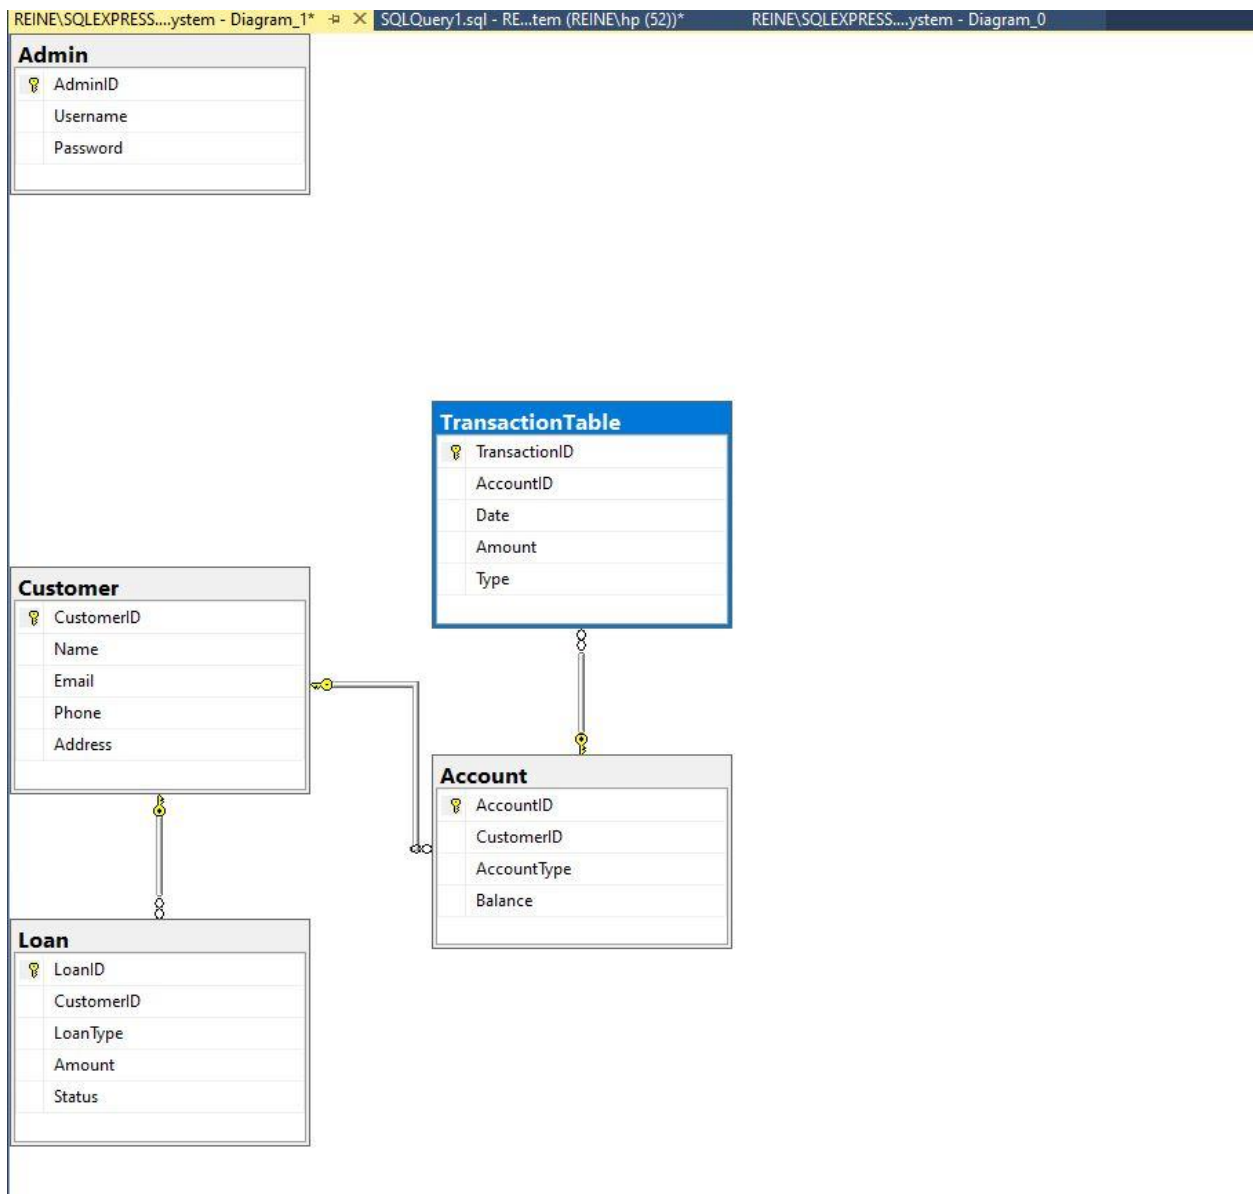 REINE\SQLEXPRESS....ystem - Diagram_1* SQLQuery1.sql - RE...tem (REINE\hp (52))* REINE\SQLEXPRESS....ystem - Diagram_0
Admin
AdminID
Username
Password
TransactionTable
TransactionID
AccountID
Date
Amount
Type
Customer
CustomerID
Name
Email
Phone
Address
Account
AccountID
CustomerID
AccountType
Balance
Loan
LoanID
CustomerID
LoanType
Amount
Status